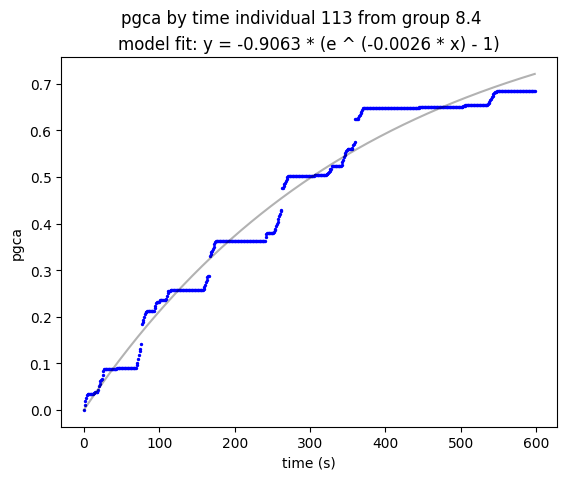 pgca by time individual 113 from group 8.4
model fit: y = -0.9063 * (e ^ (-0.0026 * x) - 1)
0.7
0.6
0.5
0.4
0.3
0.2
0.1
0.0
pgca
0 100 200 300 400 500 600
time (s)